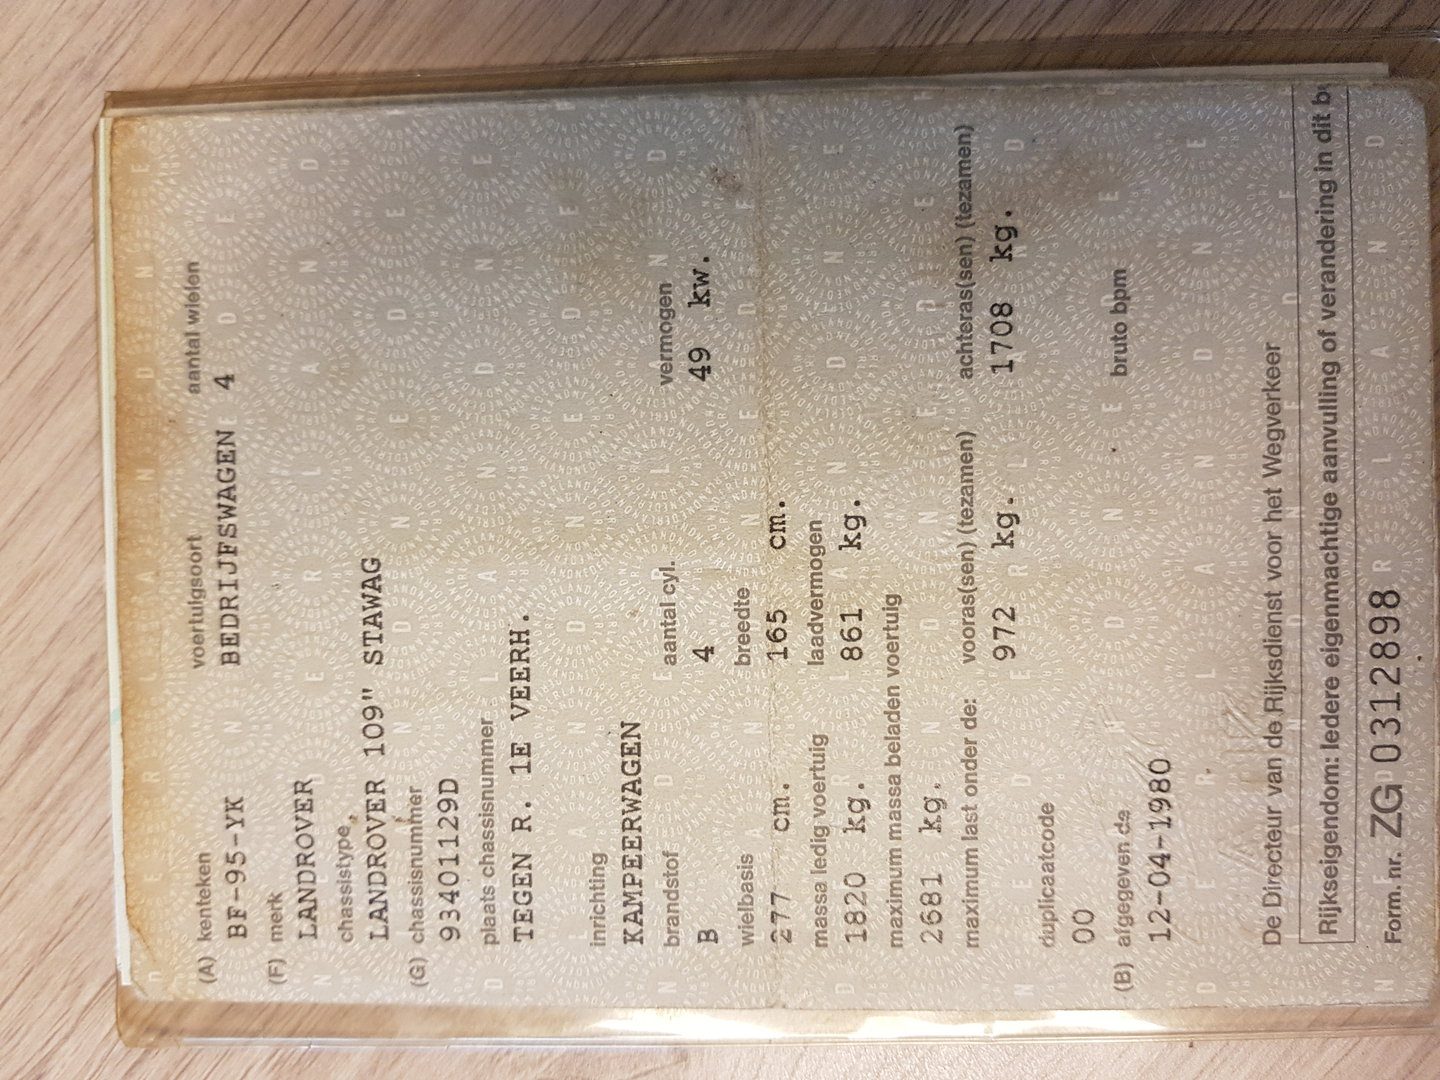 (A) kenteken voertuigsoort aantal wielen
BF-95-YK BEDRIJFSWAGEN 4
(F) merk
LANDROVER
chassistype
LANDROVER 109" STAWAG
(G) chassisnummer
93401129D
plaats chassisnummer
TEGEN R. 1E VEERH.
inrichting
KAMPEERWAGEN
brandstof aantal cyl. vermogen
B 4 49 kw.
wielbasis breedte
277 cm. 165 cm.
massa ledig voertuig laadvermogen
1820 kg. 861 kg.
maximum massa beladen voertuig
2681 kg.
maximum last onder de: vooras(sen) (tezamen) achteras(sen) (tezamen)
972 kg. 1708 kg.
duplicaatcode
00
(B) afgegeven de bruto bpm
12-04-1980
De Directeur van de Rijksdienst voor het Wegverkeer
Rijkseigendom: Iedere eigenmachtige aanvulling of verandering in dit
Form. nr. ZG 0312898